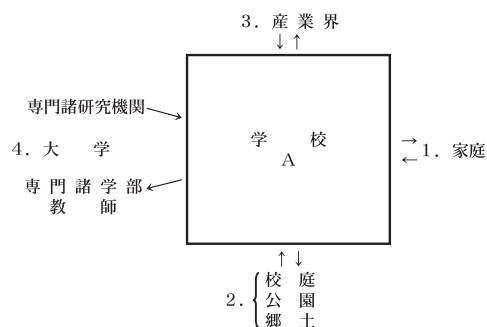 3．産業界
↓↑
専門諸研究機関
学校
A
4．大学
→
←
1．家庭
専門諸学部
教師
↑↓
校庭
2．公園
郷土